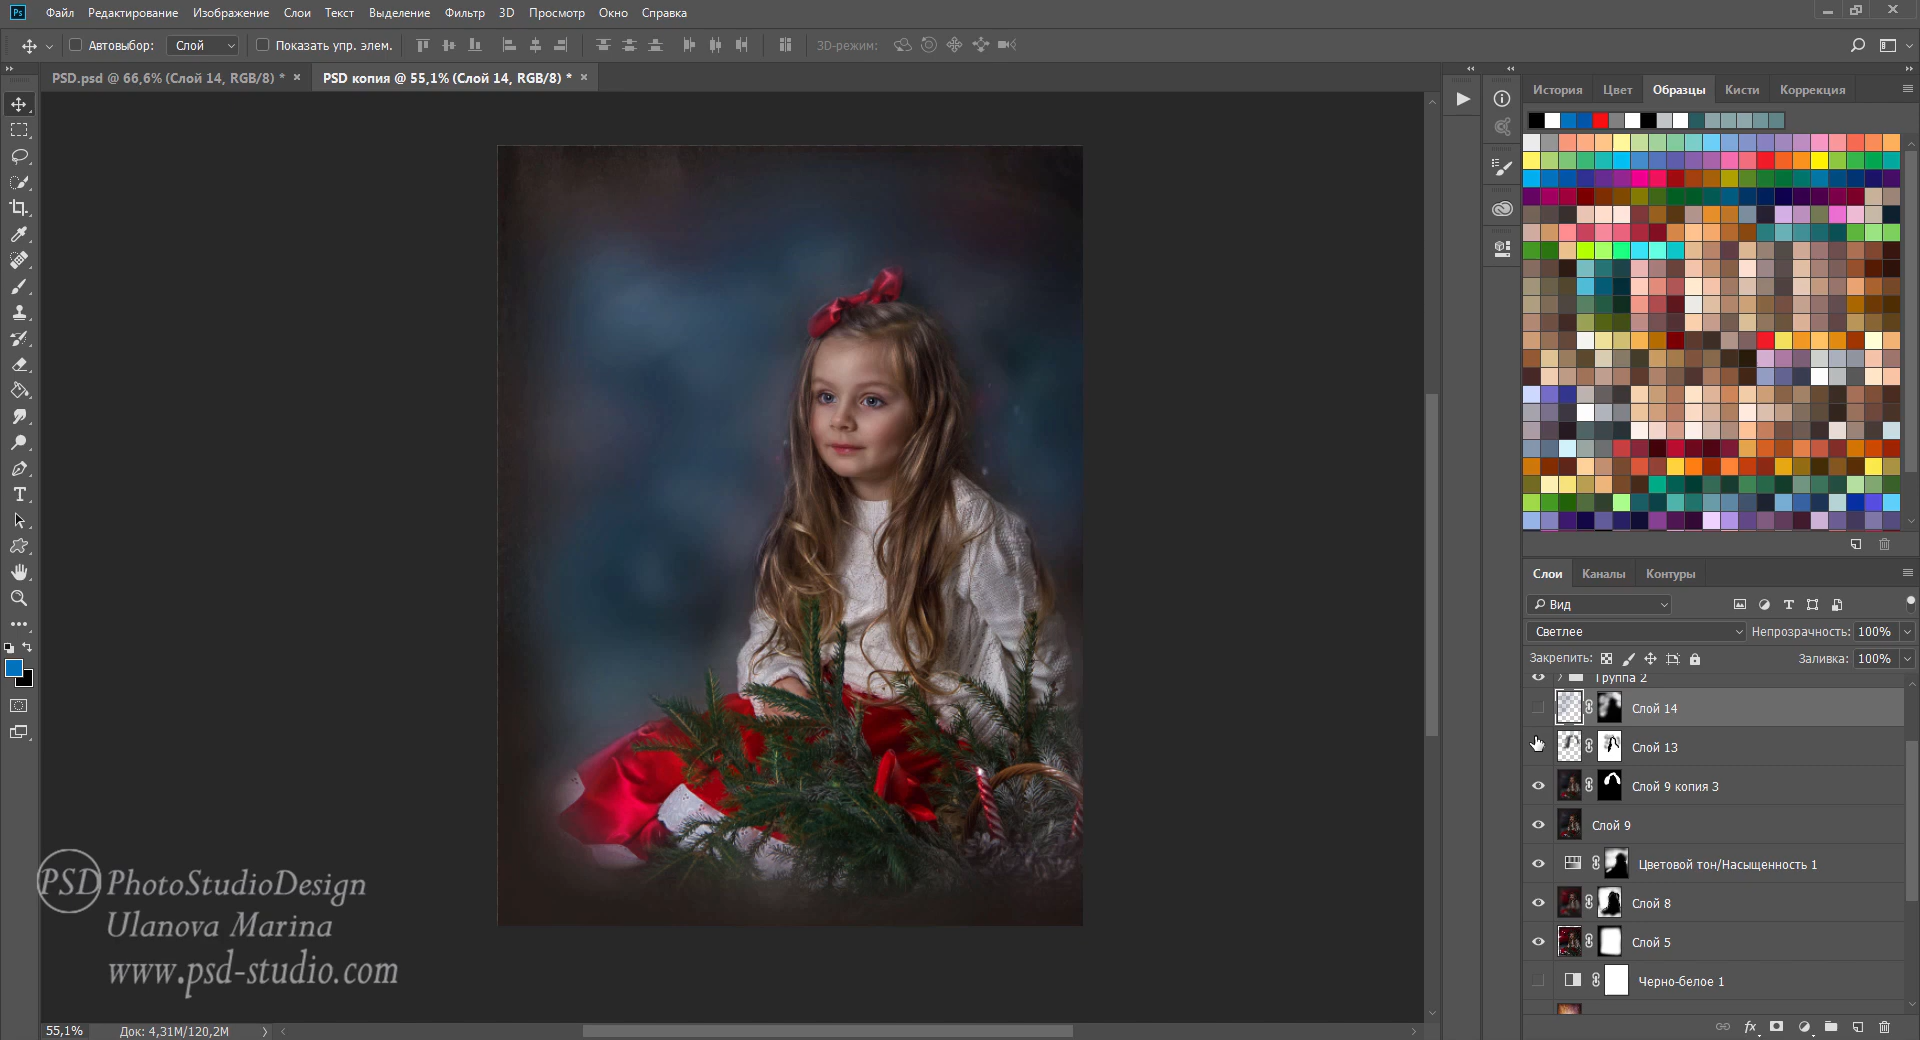 Ps Файл Редактирование Изображение Слои Текст Выделение Фильтр 3D Просмотр Окно Справка
Автовыбор: Слой Показать упр. элем. 3D-режим:
PSD.psd @ 66,6% (Слой 14, RGB/8) * × PSD копия @ 55,1% (Слой 14, RGB/8) * ×
История Цвет Образцы Кисти Коррекция
Слои Каналы Контуры
Вид
Светлее Непрозрачность: 100%
Закрепить: Заливка: 100%
Группа 2
Слой 14
Слой 13
Слой 9 копия 3
Слой 9
Цветовой тон/Насыщенность 1
Слой 8
Слой 5
Черно-белое 1
PSD PhotoStudioDesign
Ulanova Marina
www.psd-studio.com
55,1% Док: 4,31M/120,2M
fx